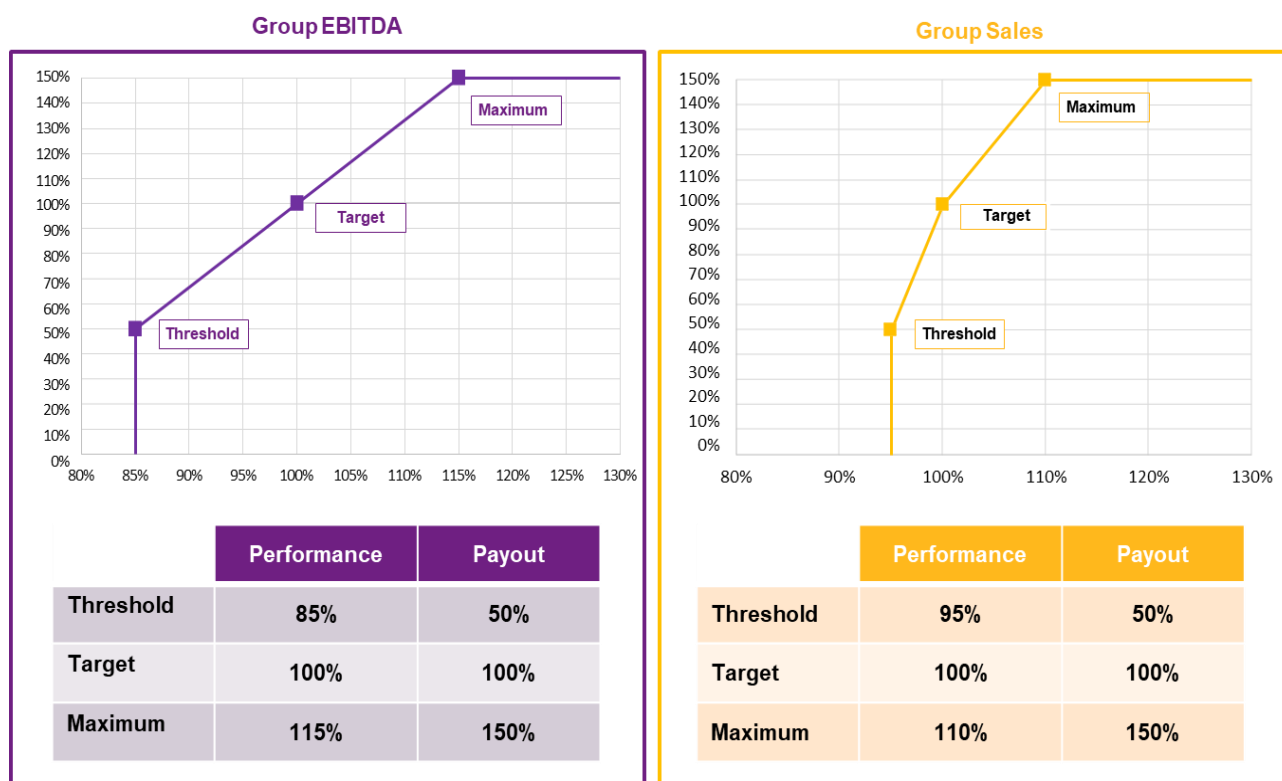 Group EBITDA
150%
140%
130%
120%
110%
100%
90%
80%
70%
60%
50%
40%
30%
20%
10%
0%
Maximum
Target
Threshold
80% 85% 90% 95% 100% 105% 110% 115% 120% 125% 130%
Performance Payout
Threshold 85% 50%
Target 100% 100%
Maximum 115% 150%
Group Sales
150%
140%
130%
120%
110%
100%
90%
80%
70%
60%
50%
40%
30%
20%
10%
0%
Maximum
Target
Threshold
80% 90% 100% 110% 120% 130%
Performance Payout
Threshold 95% 50%
Target 100% 100%
Maximum 110% 150%